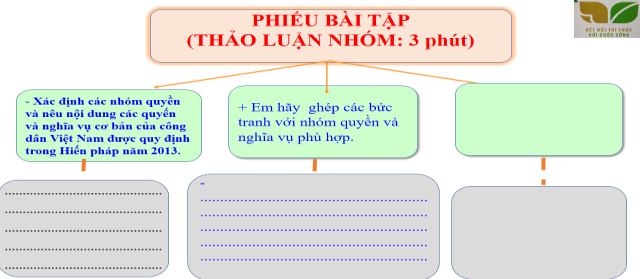 PHIẾU BÀI TẬP
(THẢO LUẬN NHÓM: 3 phút)
KẾT NỐI TRI THỨC
VỚI CUỘC SỐNG
- Xác định các nhóm quyền
và nêu nội dung các quyền
và nghĩa vụ cơ bản của công
dân Việt Nam được quy định
trong Hiến pháp năm 2013.
+ Em hãy ghép các bức
tranh với nhóm quyền và
nghĩa vụ phù hợp.